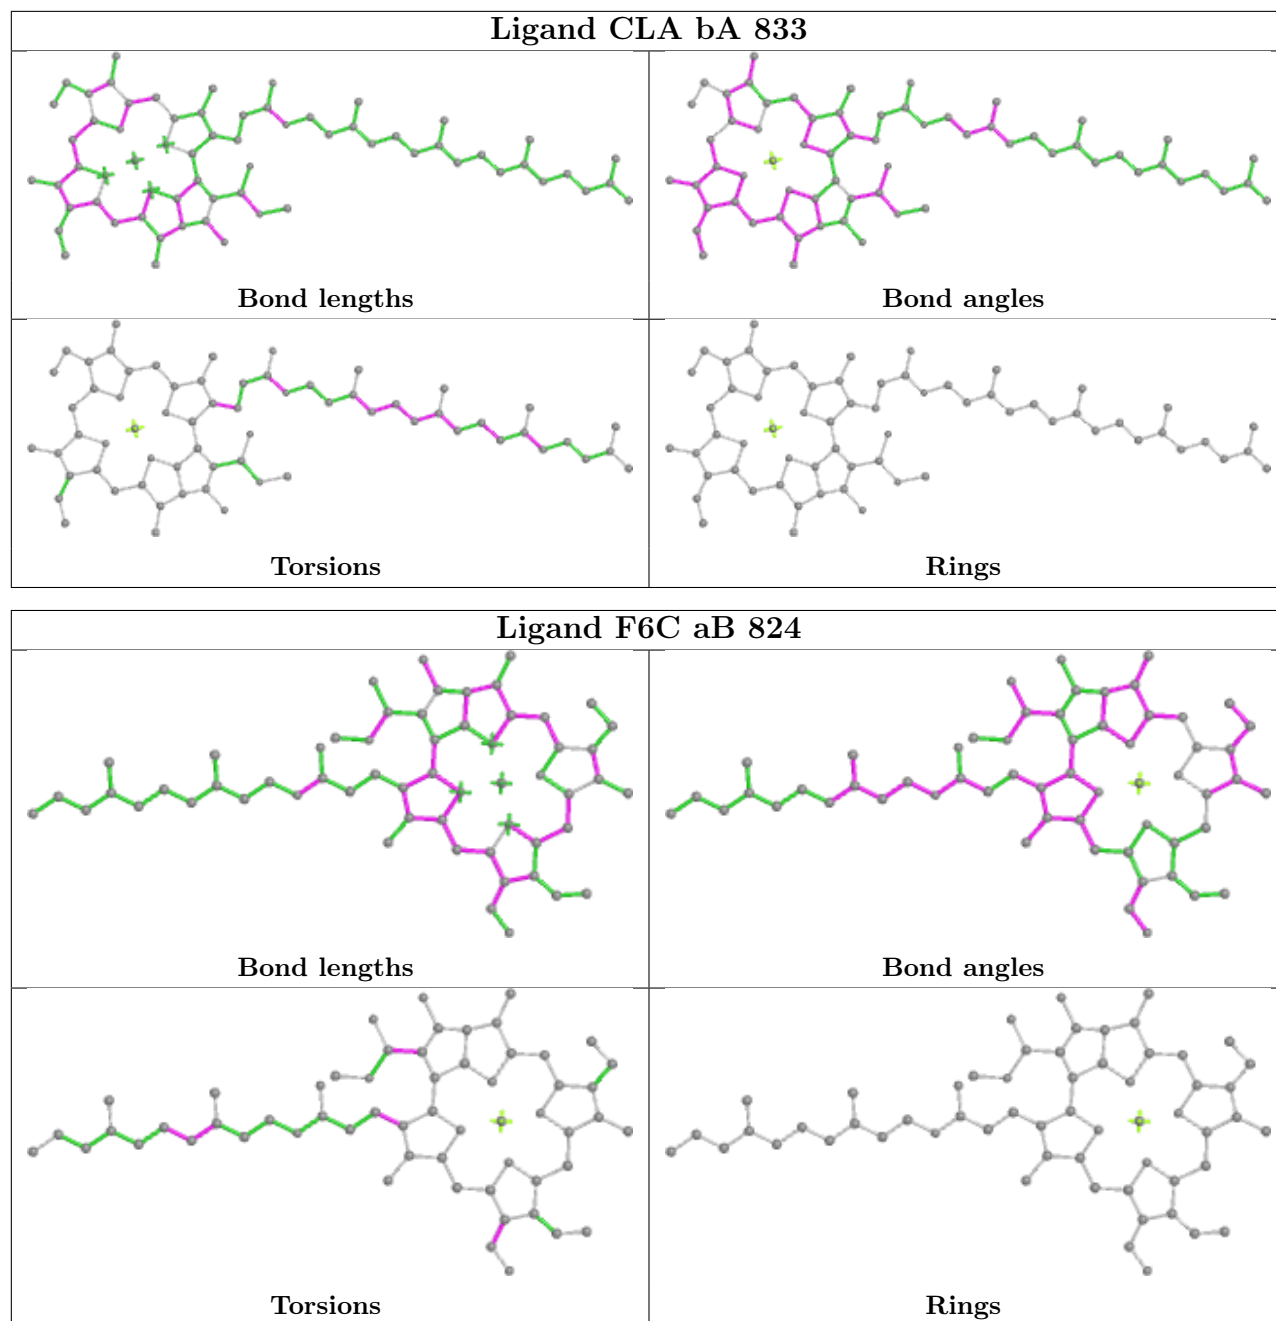 Ligand CLA bA 833
Bond lengths
Bond angles
Torsions
Rings
Ligand F6C aB 824
Bond lengths
Bond angles
Torsions
Rings